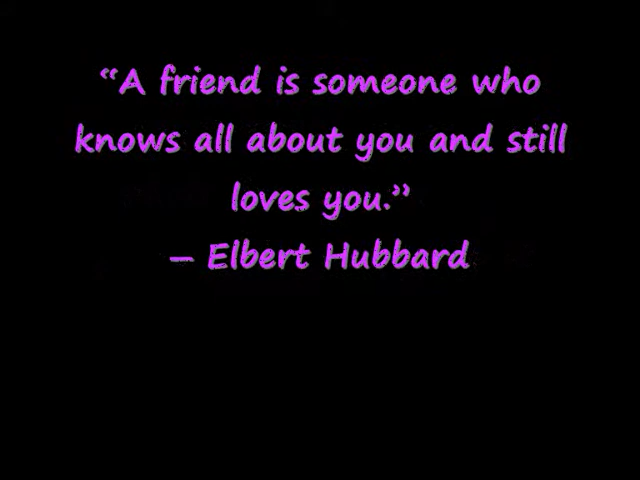 “A friend is someone who
knows all about you and still
loves you.”
— Elbert Hubbard